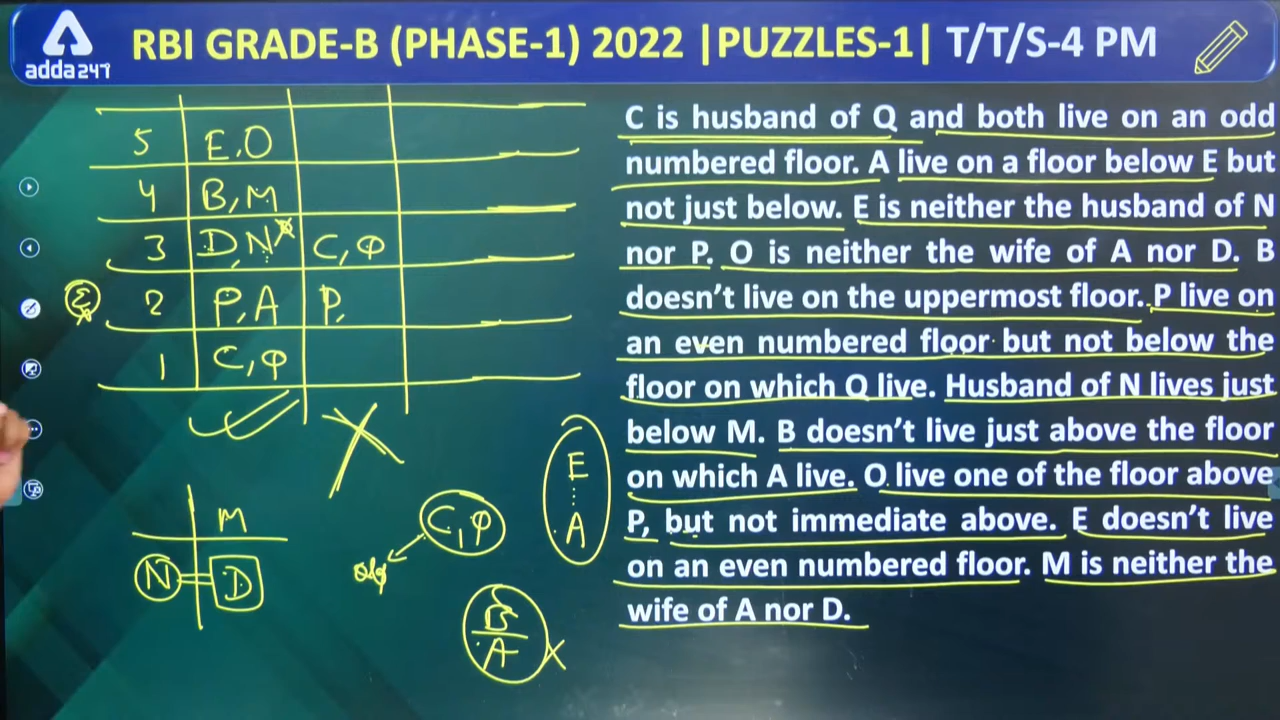 adda247
RBI GRADE-B (PHASE-1) 2022 |PUZZLES-1| T/T/S-4 PM
5 E,O
4 B,M
3 D,N C,Q
2 P,A P,
1 C,Q
M
N D
C,Q
E
A
B
A
C is husband of Q and both live on an odd
numbered floor. A live on a floor below E but
not just below. E is neither the husband of N
nor P. O is neither the wife of A nor D. B
doesn’t live on the uppermost floor. P live on
an even numbered floor but not below the
floor on which Q live. Husband of N lives just
below M. B doesn’t live just above the floor
on which A live. O live one of the floor above
P, but not immediate above. E doesn’t live
on an even numbered floor. M is neither the
wife of A nor D.